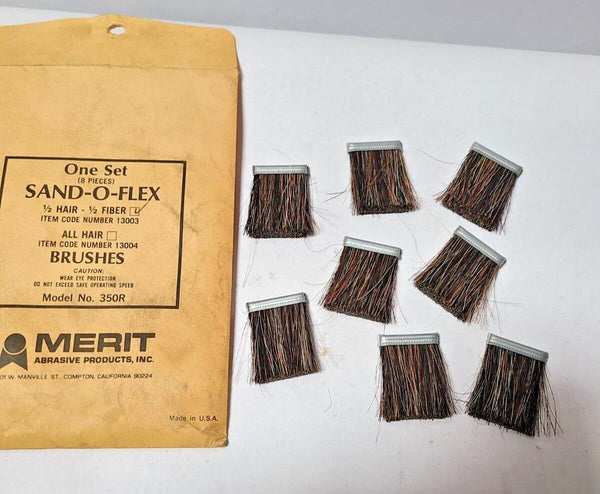 One Set
(8 PIECES)
SAND-O-FLEX
½ HAIR - ½ FIBER
ITEM CODE NUMBER 13003
ALL HAIR
ITEM CODE NUMBER 13004
BRUSHES
CAUTION:
WEAR EYE PROTECTION
DO NOT EXCEED SAFE OPERATING SPEED
Model No. 350R
MERIT
ABRASIVE PRODUCTS, INC.
01 W. MANVILLE ST., COMPTON, CALIFORNIA 90224
Made in U.S.A.